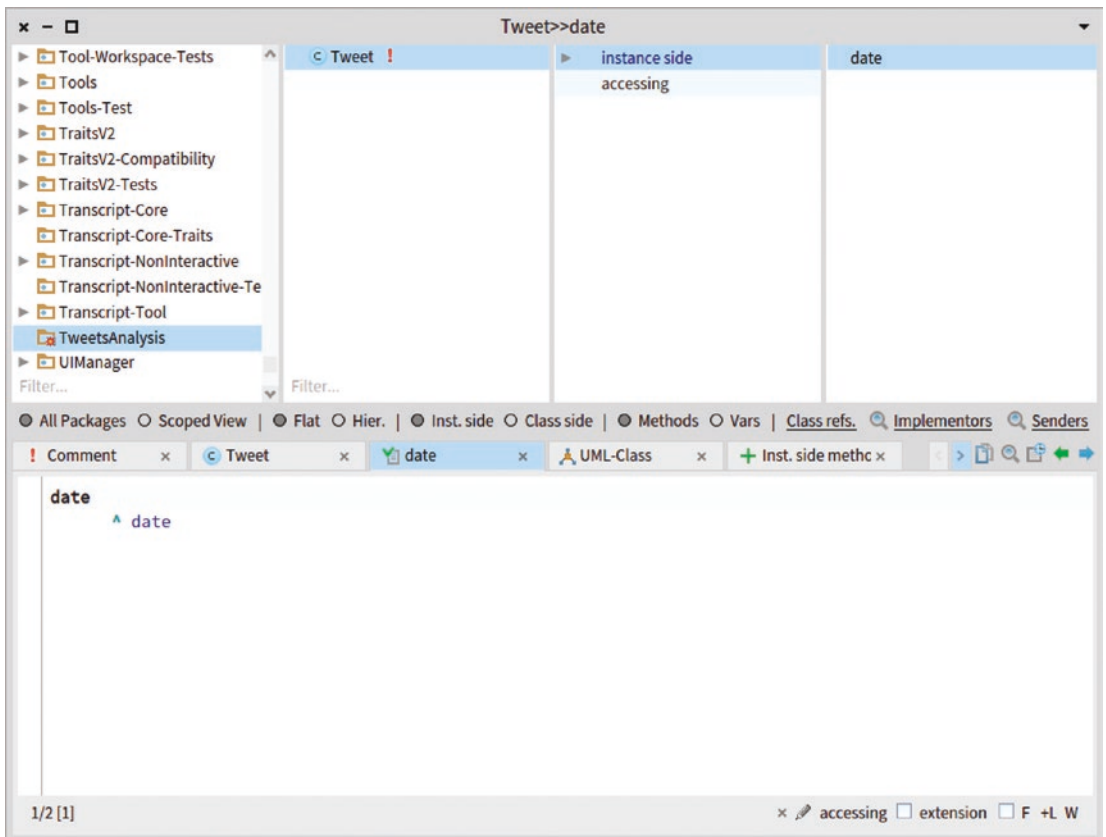 Tweet>>date
Tool-Workspace-Tests
Tools
Tools-Test
TraitsV2
TraitsV2-Compatibility
TraitsV2-Tests
Transcript-Core
Transcript-Core-Traits
Transcript-NonInteractive
Transcript-NonInteractive-Te
Transcript-Tool
TweetsAnalysis
UIManager
Filter...
Tweet !
Filter...
instance side
accessing
date
All Packages Scoped View | Flat Hier. | Inst. side Class side | Methods Vars | Class refs. Implementors Senders
! Comment × Tweet × date × UML-Class × + Inst. side methc ×
date
^ date
1/2 [1] × accessing extension F +L W